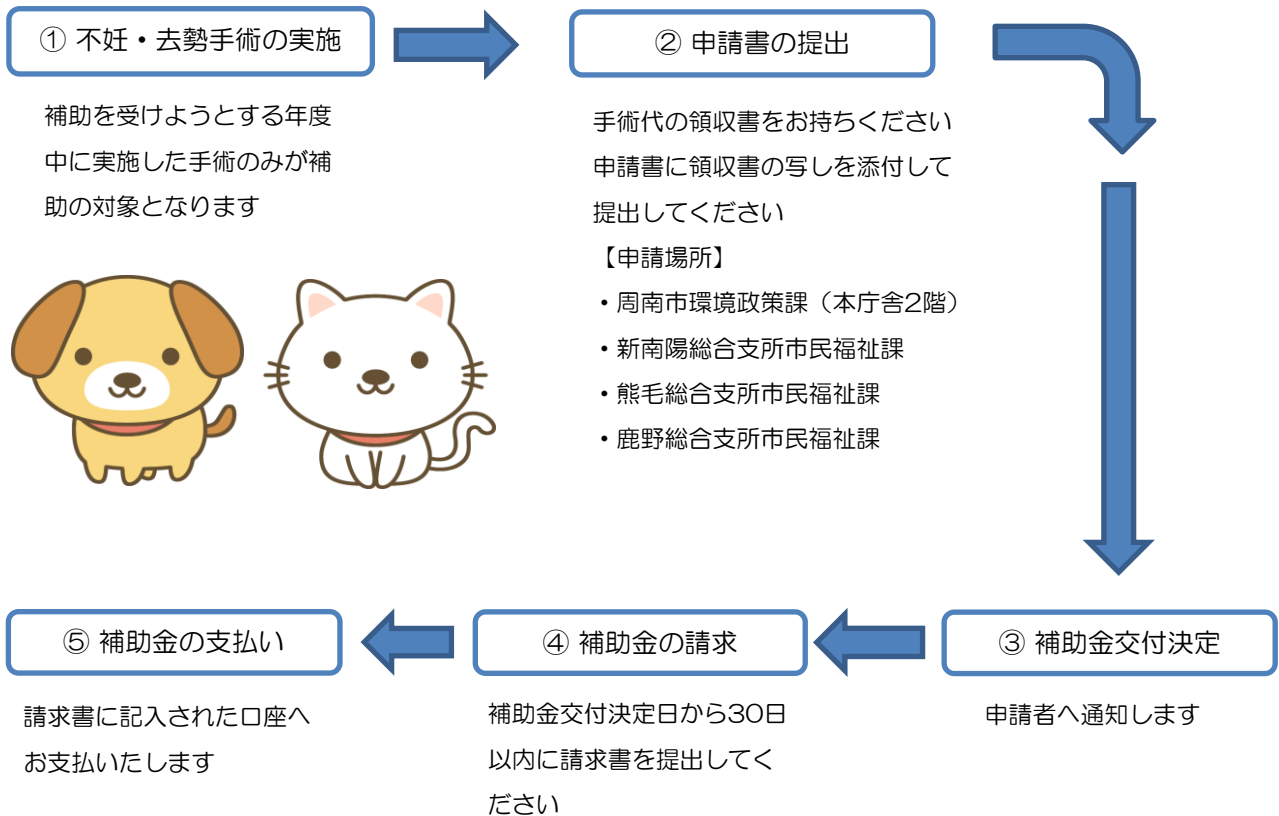 ① 不妊・去勢手術の実施
補助を受けようとする年度
中に実施した手術のみが補
助の対象となります
② 申請書の提出
手術代の領収書をお持ちください
申請書に領収書の写しを添付して
提出してください
【申請場所】
・周南市環境政策課（本庁舎2階）
・新南陽総合支所市民福祉課
・熊毛総合支所市民福祉課
・鹿野総合支所市民福祉課
③ 補助金交付決定
申請者へ通知します
④ 補助金の請求
補助金交付決定日から30日
以内に請求書を提出してく
ださい
⑤ 補助金の支払い
請求書に記入された口座へ
お支払いたします